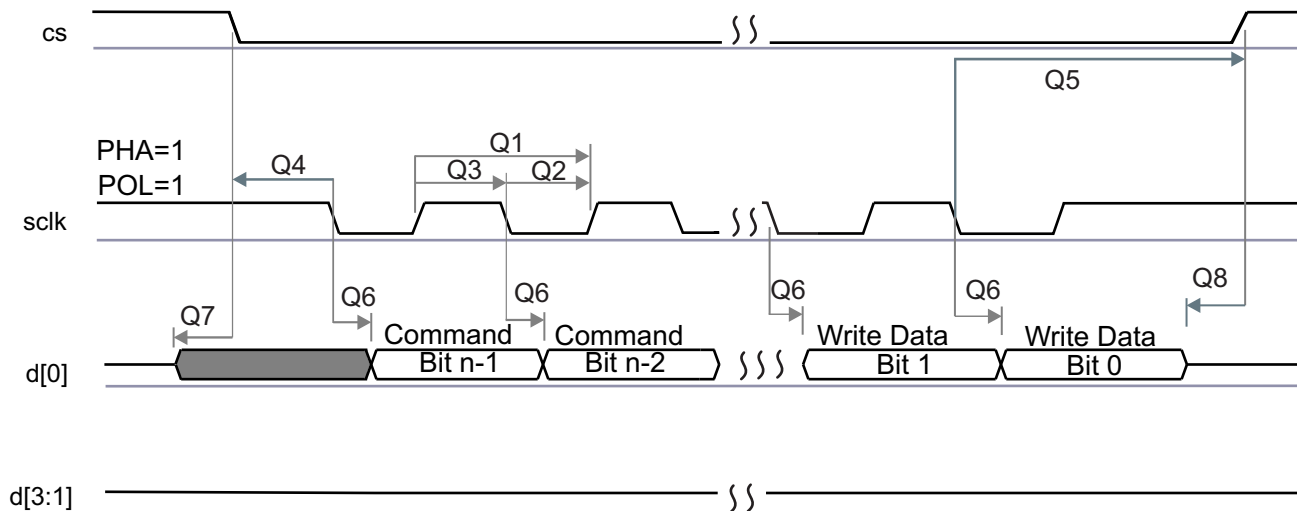 cs
Q5
PHA=1
POL=1
Q4
Q1
Q3
Q2
sclk
Q7
Q6
Q6
Q6
Q6
Q8
Command
Command
Write Data
Write Data
d[0]
Bit n-1
Bit n-2
Bit 1
Bit 0
d[3:1]